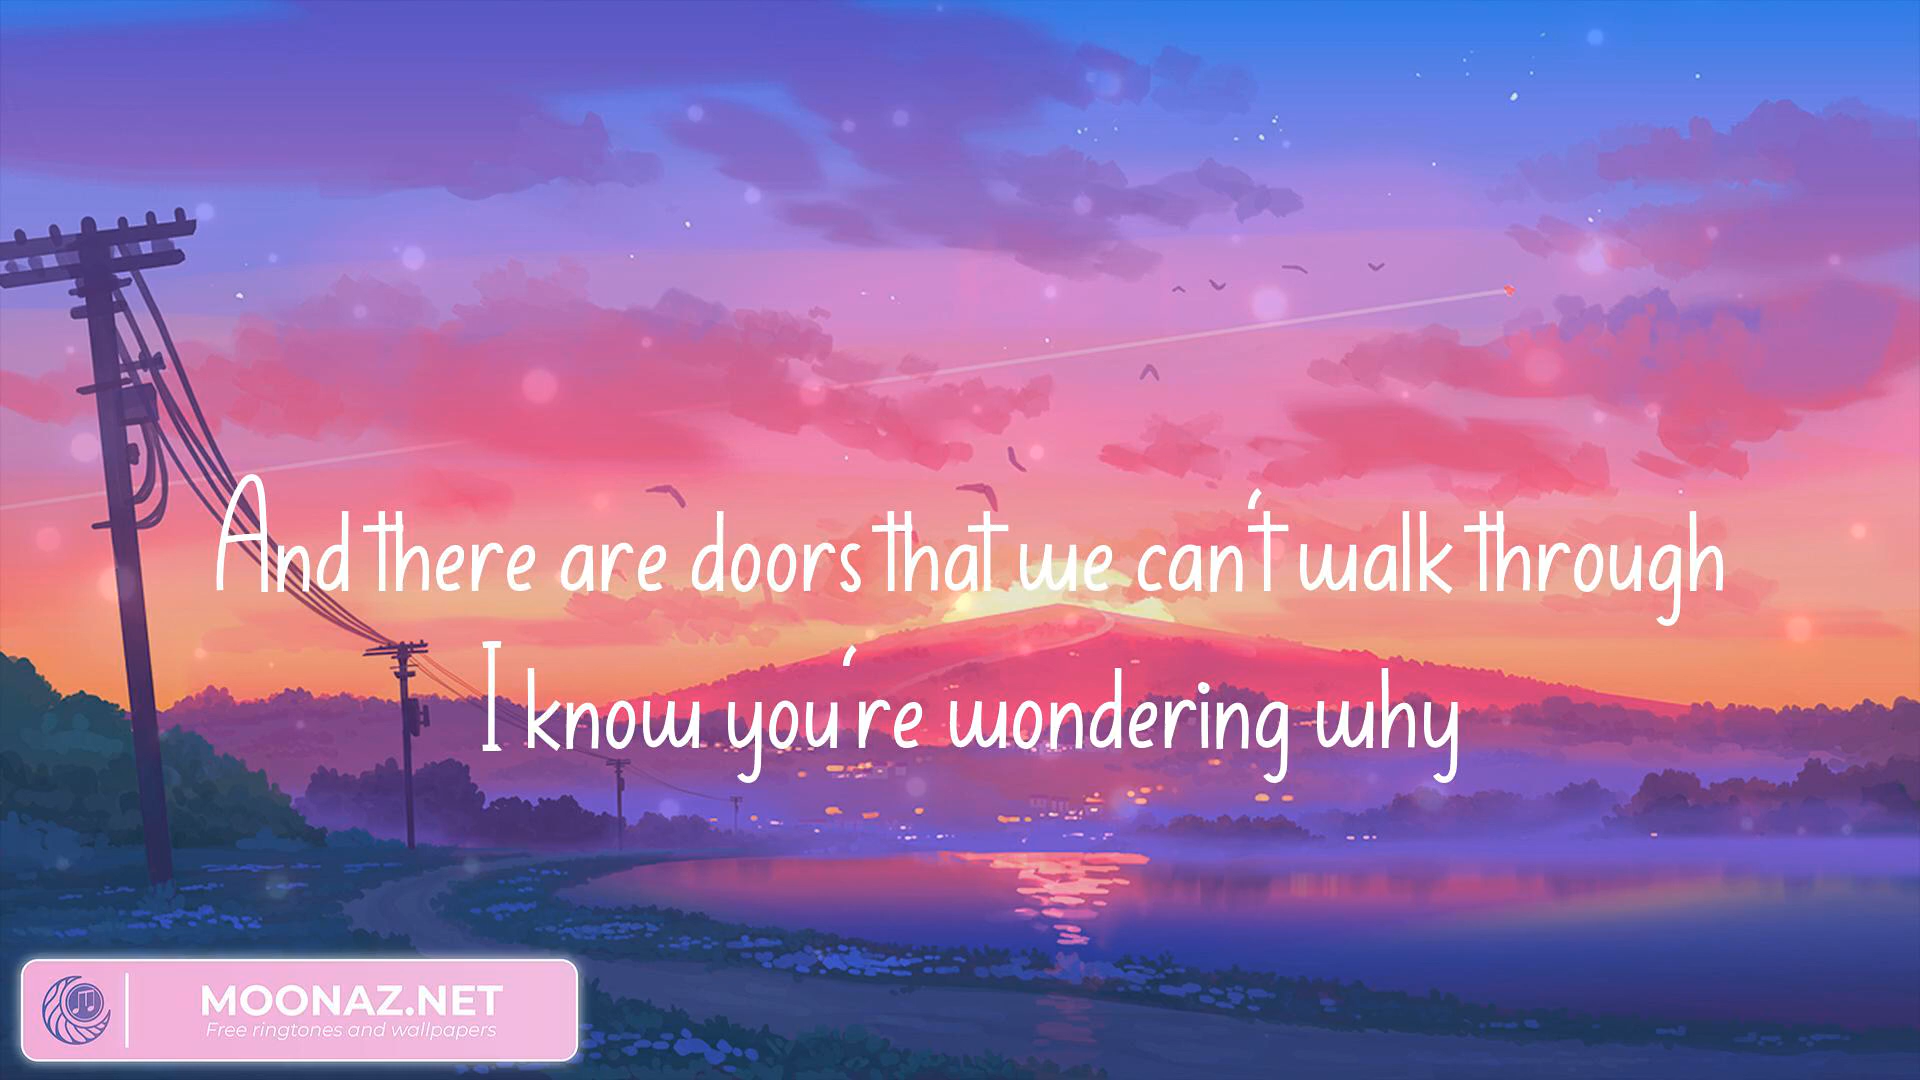 And there are doors that we can't walk through
I know you're wondering why
MOONAZ.NET
Free ringtones and wallpapers